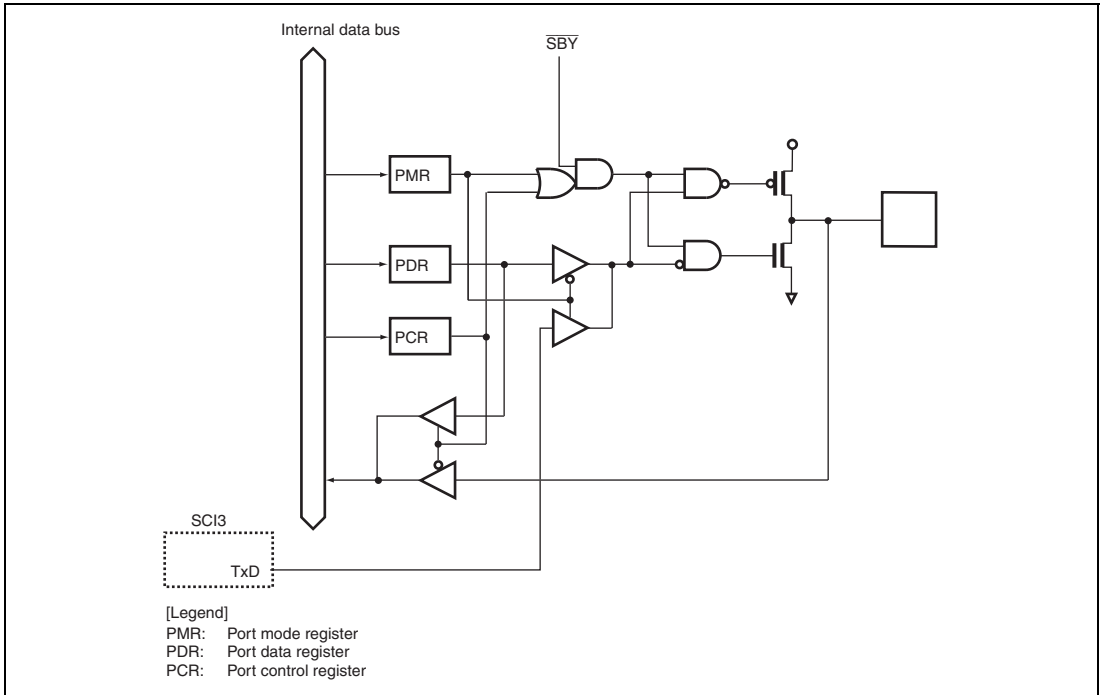 Internal data bus
SBY
PMR
PDR
PCR
SCI3
TxD
[Legend]
PMR: Port mode register
PDR: Port data register
PCR: Port control register